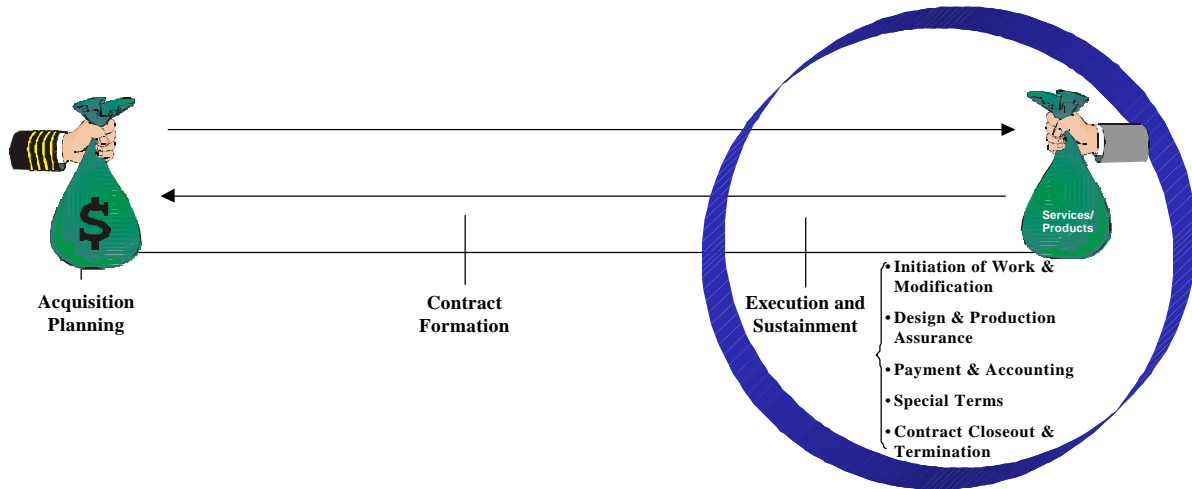 $
Services/
Products
Acquisition
Planning
Contract
Formation
Execution and
Sustainment
• Initiation of Work &
Modification
• Design & Production
Assurance
• Payment & Accounting
• Special Terms
• Contract Closeout &
Termination